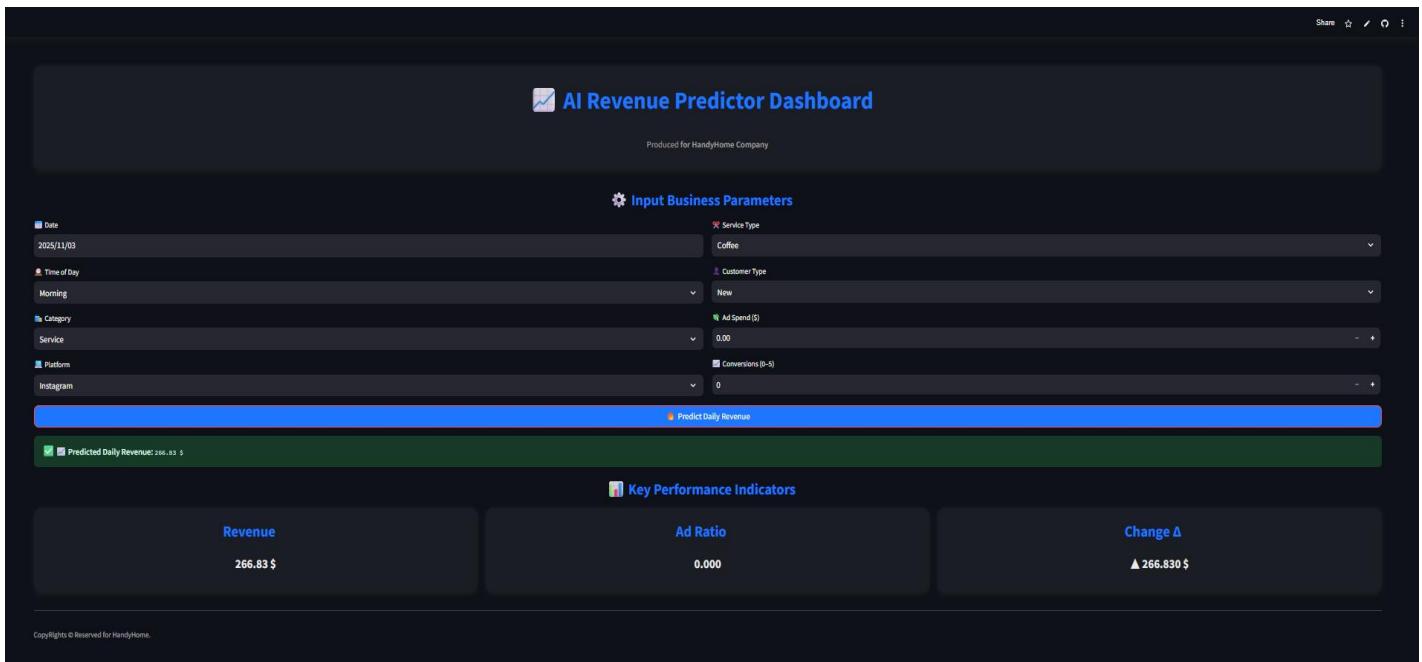 Share
AI Revenue Predictor Dashboard
Produced for HandyHome Company
Input Business Parameters
Date
Service Type
2025/11/03
Coffee
Time of Day
Customer Type
Morning
New
Category
Ad Spend ($)
Service
0.00
- +
Platform
Conversions (0–5)
Instagram
0
- +
Predict Daily Revenue
Predicted Daily Revenue: 266.83 $
Key Performance Indicators
Revenue
Ad Ratio
Change Δ
266.83 $
0.000
▲ 266.830 $
CopyRights © Reserved for HandyHome.